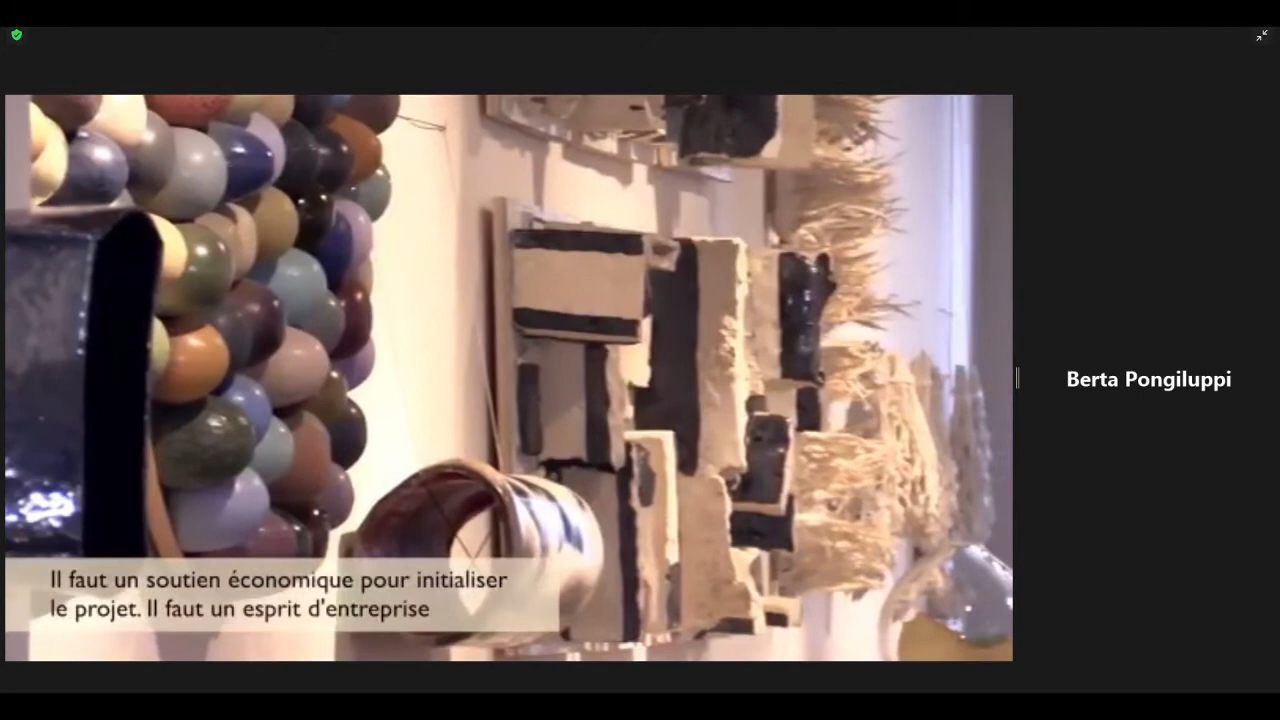 Berta Pongiluppi
Il faut un soutien économique pour initialiser
le projet. Il faut un esprit d'entreprise